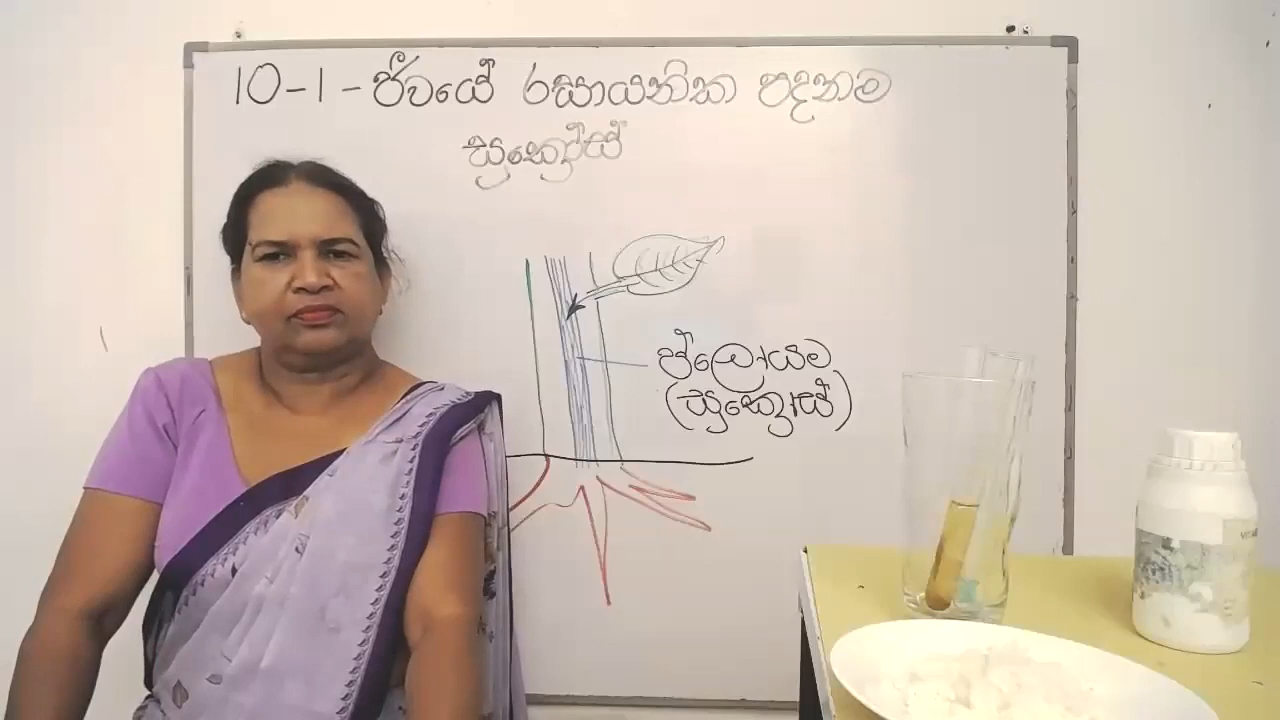 10-1 - ජීවයේ රසායනික පදනම
සුක්‍රෝස්
ප්ලොයම
(සුක්‍රොස්)